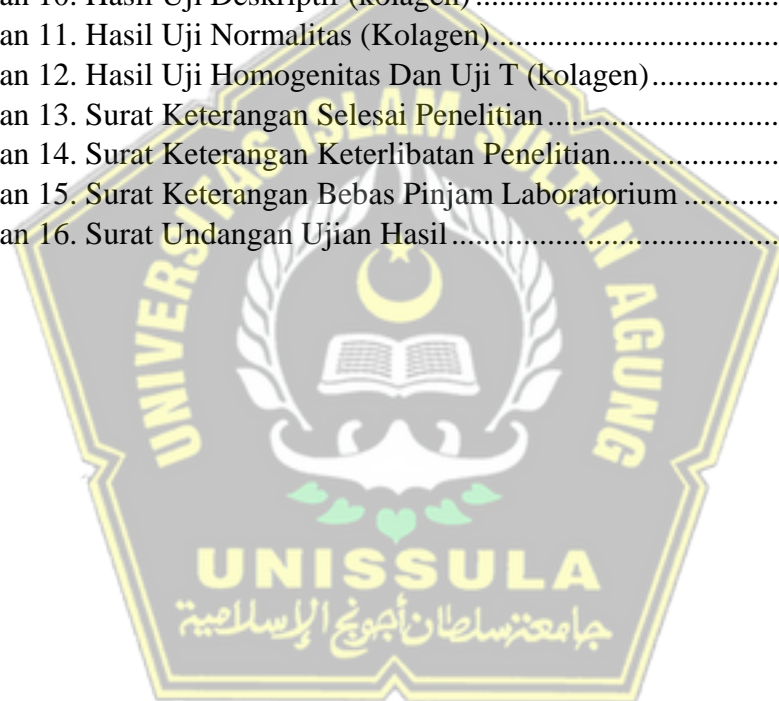 an 10. Hasil Uji Deskriptif (kolagen)
an 11. Hasil Uji Normalitas (Kolagen)
an 12. Hasil Uji Homogenitas Dan Uji T (kolagen)
an 13. Surat Keterangan Selesai Penelitian
an 14. Surat Keterangan Keterlibatan Penelitian
an 15. Surat Keterangan Bebas Pinjam Laboratorium
an 16. Surat Undangan Ujian Hasil
UNIVERSITAS ISLAM SULTAN AGUNG
UNISSULA
جامعة سلطان أجونج الإسلامية